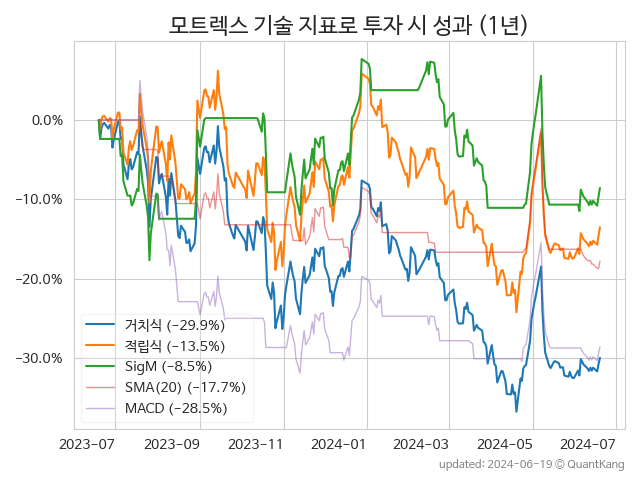 모트렉스 기술 지표로 투자 시 성과 (1년)
0.0%
−10.0%
−20.0%
−30.0%
거치식 (−29.9%)
적립식 (−13.5%)
SigM (−8.5%)
SMA(20) (−17.7%)
MACD (−28.5%)
2023-07 2023-09 2023-11 2024-01 2024-03 2024-05 2024-07
updated: 2024-06-19 © QuantKang